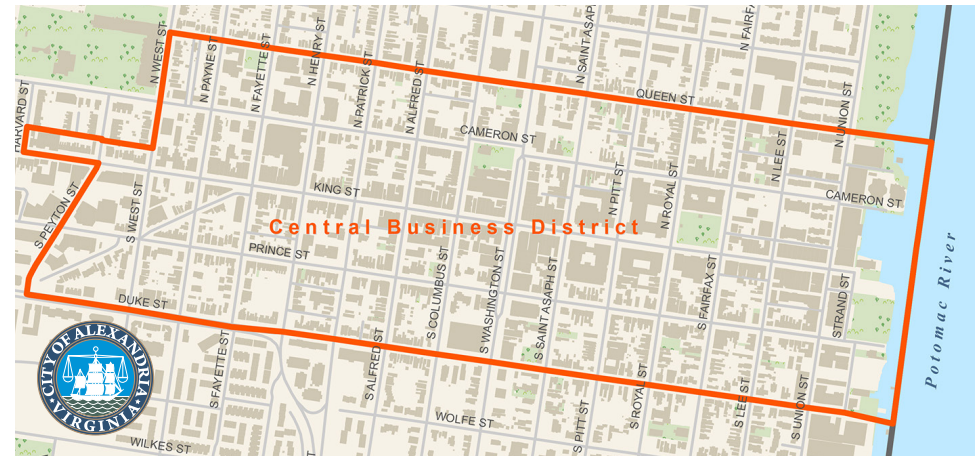 N WEST ST
N PAYNE ST
N FAYETTE ST
N HENRY ST
N PATRICK ST
N ALFRED ST
N SAINT ASAP
N FAIRF
QUEEN ST
N UNION ST
HARVARD ST
CAMERON ST
N LEE ST
N PITT ST
N ROYAL ST
CAMERON ST
KING ST
S PEYTON ST
S WEST ST
Central Business District
PRINCE ST
S COLUMBUS ST
S WASHINGTON ST
S SAINT ASAPH ST
S FAIRFAX ST
STRAND ST
Potomac River
DUKE ST
CITY OF ALEXANDRIA
VIRGINIA
S FAYETTE ST
S ALFRED ST
S ROYAL ST
S LEE ST
S UNION ST
WOLFE ST
S PITT ST
WILKES ST